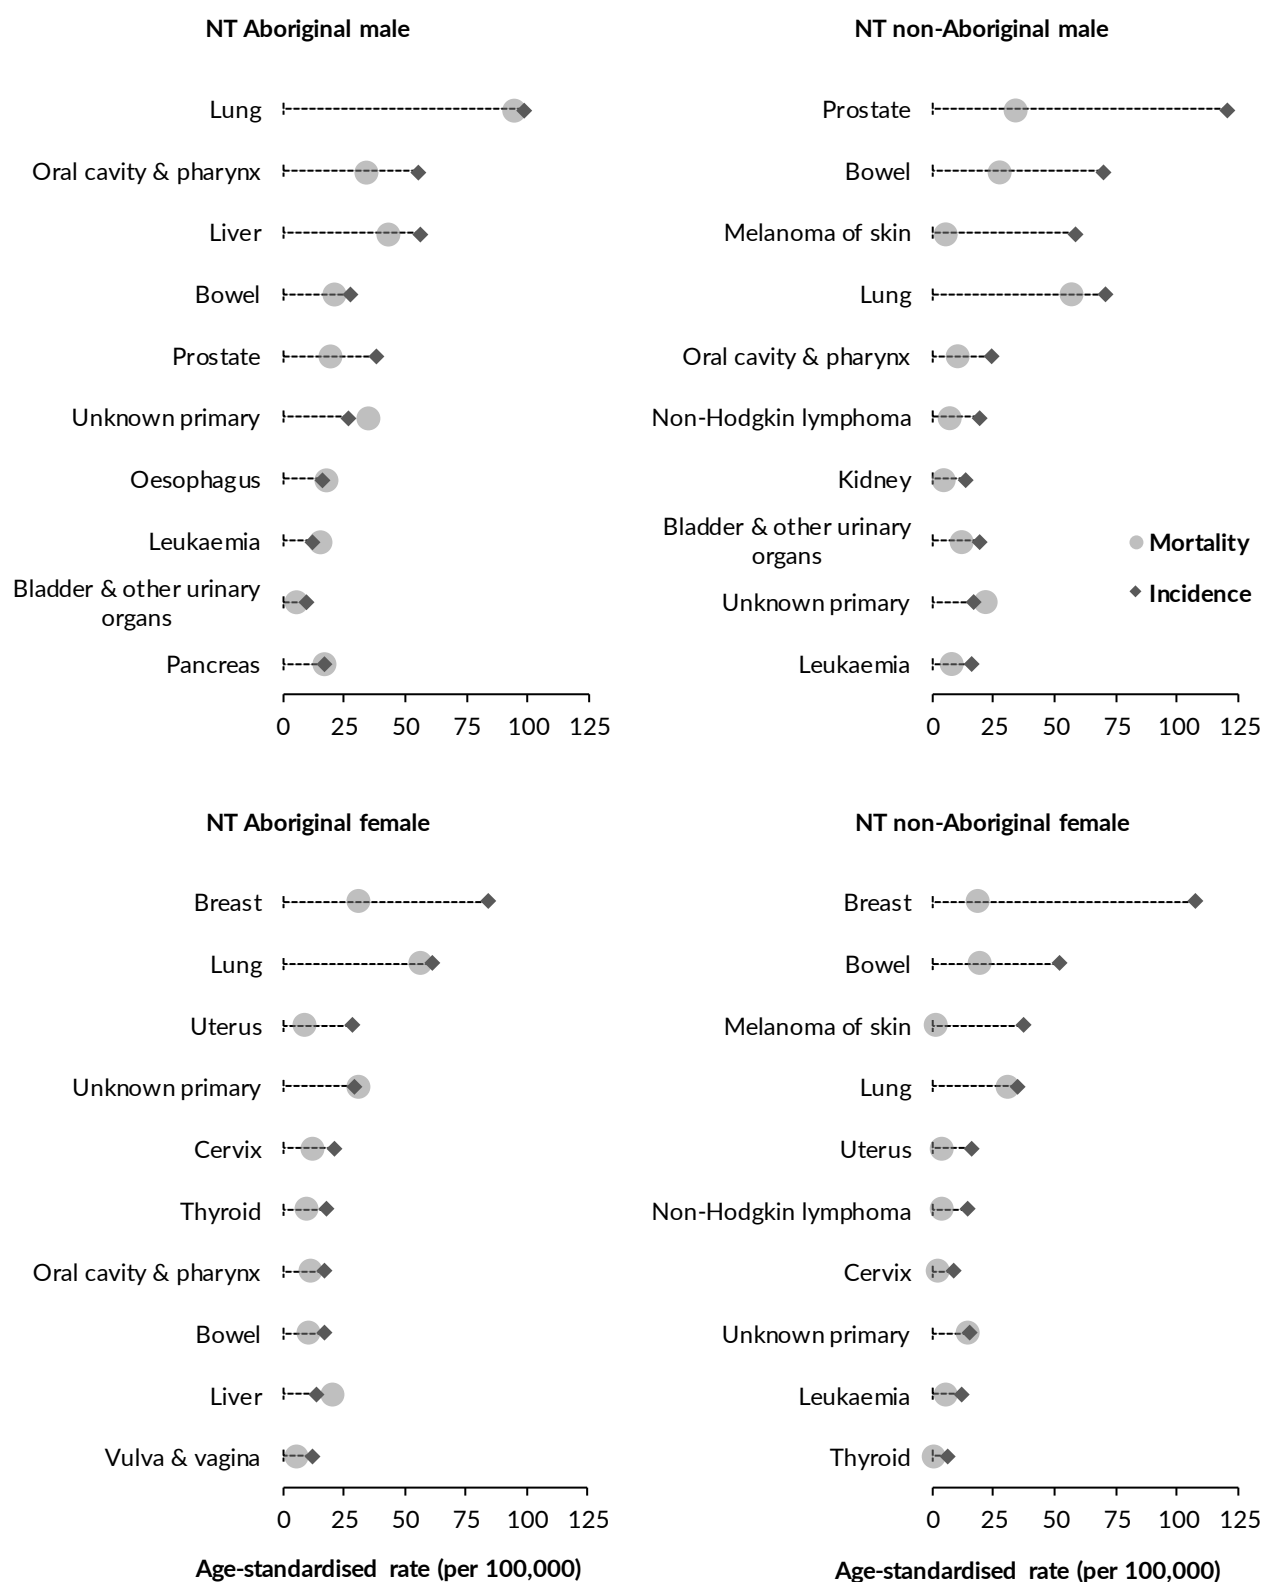 NT Aboriginal male
Lung
Oral cavity & pharynx
Liver
Bowel
Prostate
Unknown primary
Oesophagus
Leukaemia
Bladder & other urinary
organs
Pancreas
0 25 50 75 100 125
NT non-Aboriginal male
Prostate
Bowel
Melanoma of skin
Lung
Oral cavity & pharynx
Non-Hodgkin lymphoma
Kidney
Bladder & other urinary
organs
Unknown primary
Leukaemia
Mortality
Incidence
0 25 50 75 100 125
NT Aboriginal female
Breast
Lung
Uterus
Unknown primary
Cervix
Thyroid
Oral cavity & pharynx
Bowel
Liver
Vulva & vagina
0 25 50 75 100 125
Age-standardised rate (per 100,000)
NT non-Aboriginal female
Breast
Bowel
Melanoma of skin
Lung
Uterus
Non-Hodgkin lymphoma
Cervix
Unknown primary
Leukaemia
Thyroid
0 25 50 75 100 125
Age-standardised rate (per 100,000)